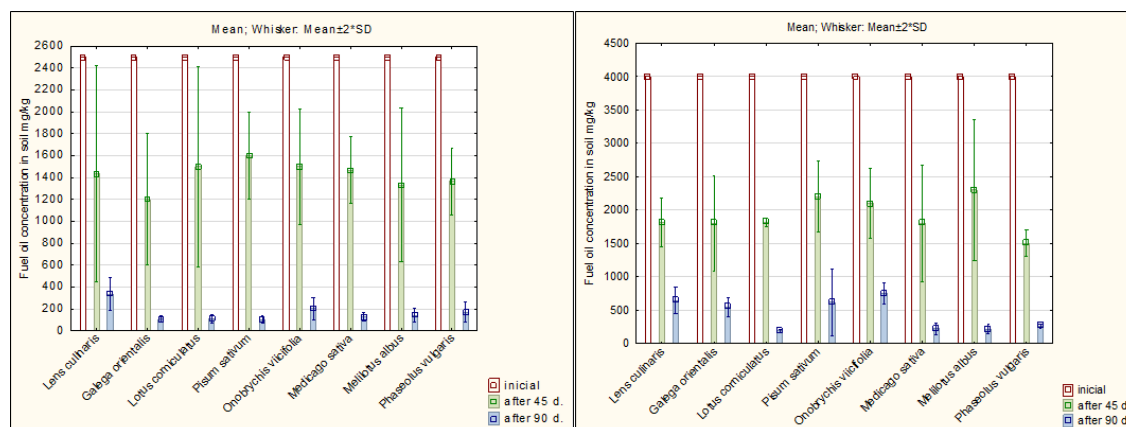 Mean; Whisker: Mean±2*SD
Fuel oil concentration in soil mg/kg
2600
2400
2200
2000
1800
1600
1400
1200
1000
800
600
400
200
0
Lens culinaris
Galega orientalis
Lotus corniculatus
Pisum sativum
Onobrychis viicifolia
Medicago sativa
Melilotus albus
Phaseolus vulgaris
inicial
after 45 d.
after 90 d.
Mean; Whisker: Mean±2*SD
Fuel oil concentration in soil mg/kg
4500
4000
3500
3000
2500
2000
1500
1000
500
0
Lens culinaris
Galega orientalis
Lotus corniculatus
Pisum sativum
Onobrychis viicifolia
Medicago sativa
Melilotus albus
Phaseolus vulgaris
inicial
after 45 d.
after 90 d.